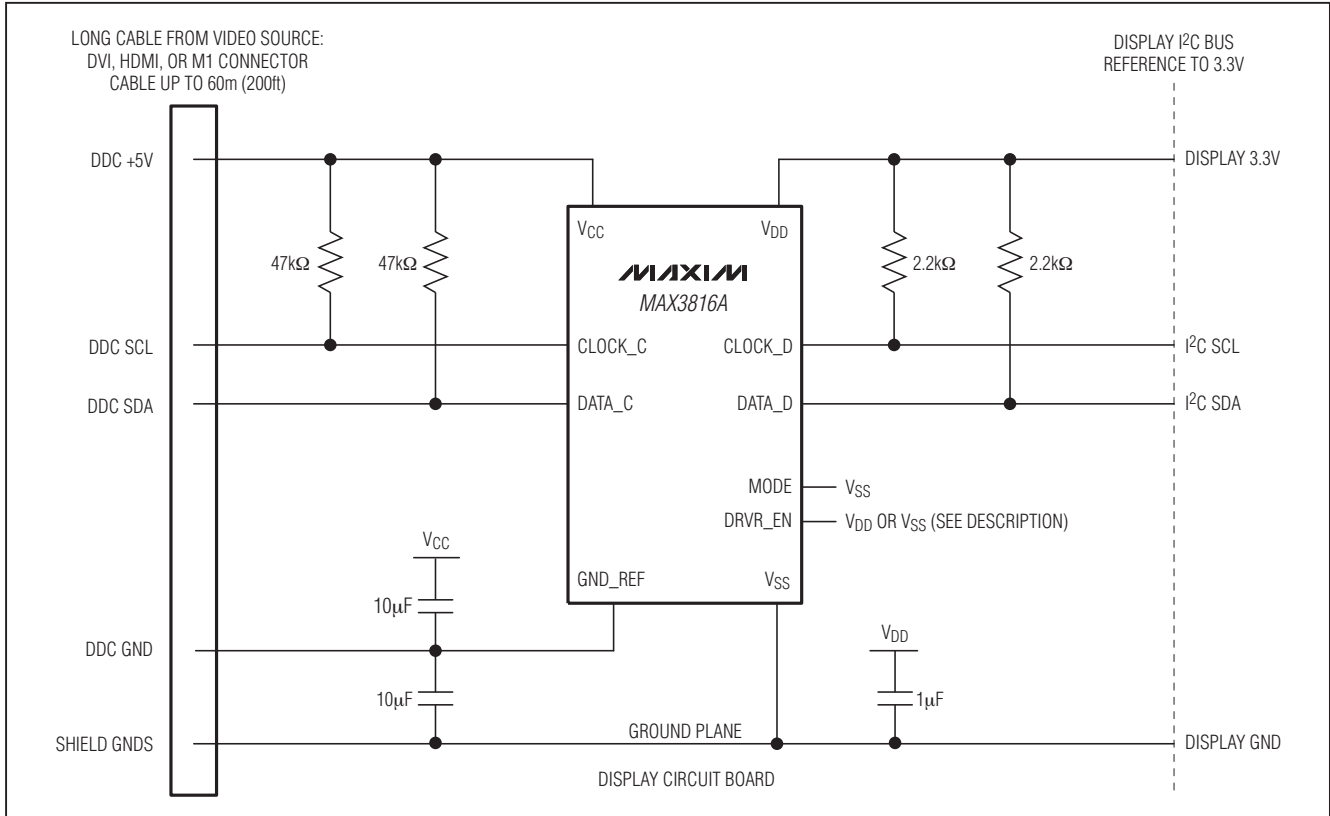 LONG CABLE FROM VIDEO SOURCE:
DVI, HDMI, OR M1 CONNECTOR
CABLE UP TO 60m (200ft)
DISPLAY I²C BUS
REFERENCE TO 3.3V
DDC +5V
DISPLAY 3.3V
VCC
VDD
47kΩ
47kΩ
2.2kΩ
2.2kΩ
MAXIM
MAX3816A
DDC SCL
CLOCK_C
CLOCK_D
I²C SCL
DDC SDA
DATA_C
DATA_D
I²C SDA
MODE
VSS
DRVR_EN
VDD OR VSS (SEE DESCRIPTION)
VCC
GND_REF
VSS
10µF
DDC GND
VDD
10µF
1µF
SHIELD GNDS
GROUND PLANE
DISPLAY GND
DISPLAY CIRCUIT BOARD